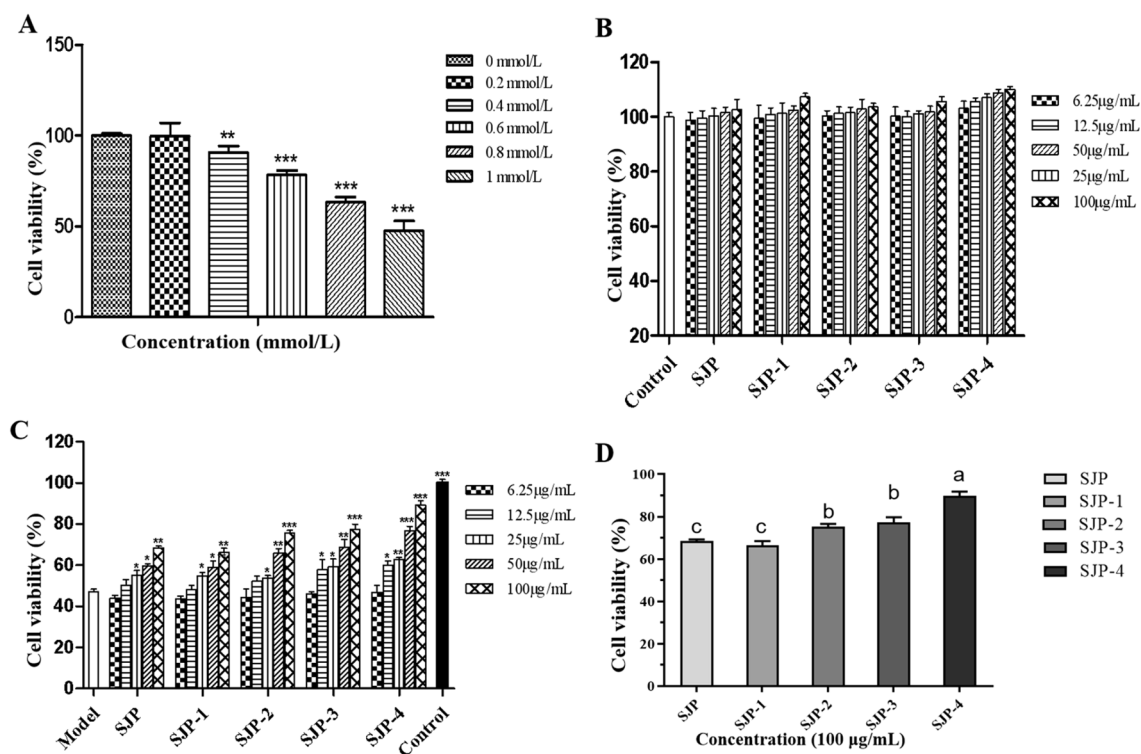 A
150
100
50
0
Cell viability (%)
**
***
***
***
Concentration (mmol/L)
0 mmol/L
0.2 mmol/L
0.4 mmol/L
0.6 mmol/L
0.8 mmol/L
1 mmol/L
B
120
100
80
60
40
20
Cell viability (%)
Control
SJP
SJP-1
SJP-2
SJP-3
SJP-4
6.25μg/mL
12.5μg/mL
50μg/mL
25μg/mL
100μg/mL
C
120
100
80
60
40
20
0
Cell viability (%)
* * **
* * **
* ** ***
* * ** ***
* ** *** ***
***
Model
SJP
SJP-1
SJP-2
SJP-3
SJP-4
Control
6.25μg/mL
12.5μg/mL
25μg/mL
50μg/mL
100μg/mL
D
100
80
60
40
20
0
Cell viability (%)
c
c
b
b
a
SJP
SJP-1
SJP-2
SJP-3
SJP-4
Concentration (100 μg/mL)
SJP
SJP-1
SJP-2
SJP-3
SJP-4